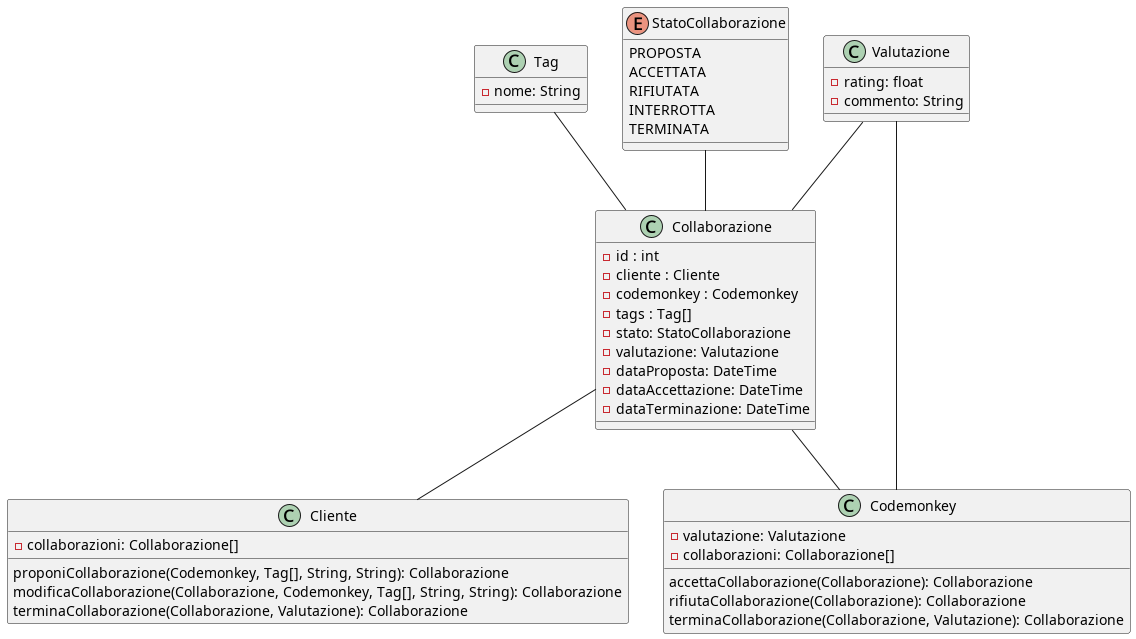 Tag
nome: String
StatoCollaborazione
PROPOSTA
ACCETTATA
RIFIUTATA
INTERROTTA
TERMINATA
Valutazione
rating: float
commento: String
Collaborazione
id : int
cliente : Cliente
codemonkey : Codemonkey
tags : Tag[]
stato: StatoCollaborazione
valutazione: Valutazione
dataProposta: DateTime
dataAccettazione: DateTime
dataTerminazione: DateTime
Cliente
collaborazioni: Collaborazione[]
proponiCollaborazione(Codemonkey, Tag[], String, String): Collaborazione
modificaCollaborazione(Collaborazione, Codemonkey, Tag[], String, String): Collaborazione
terminaCollaborazione(Collaborazione, Valutazione): Collaborazione
Codemonkey
valutazione: Valutazione
collaborazioni: Collaborazione[]
accettaCollaborazione(Collaborazione): Collaborazione
rifiutaCollaborazione(Collaborazione): Collaborazione
terminaCollaborazione(Collaborazione, Valutazione): Collaborazione